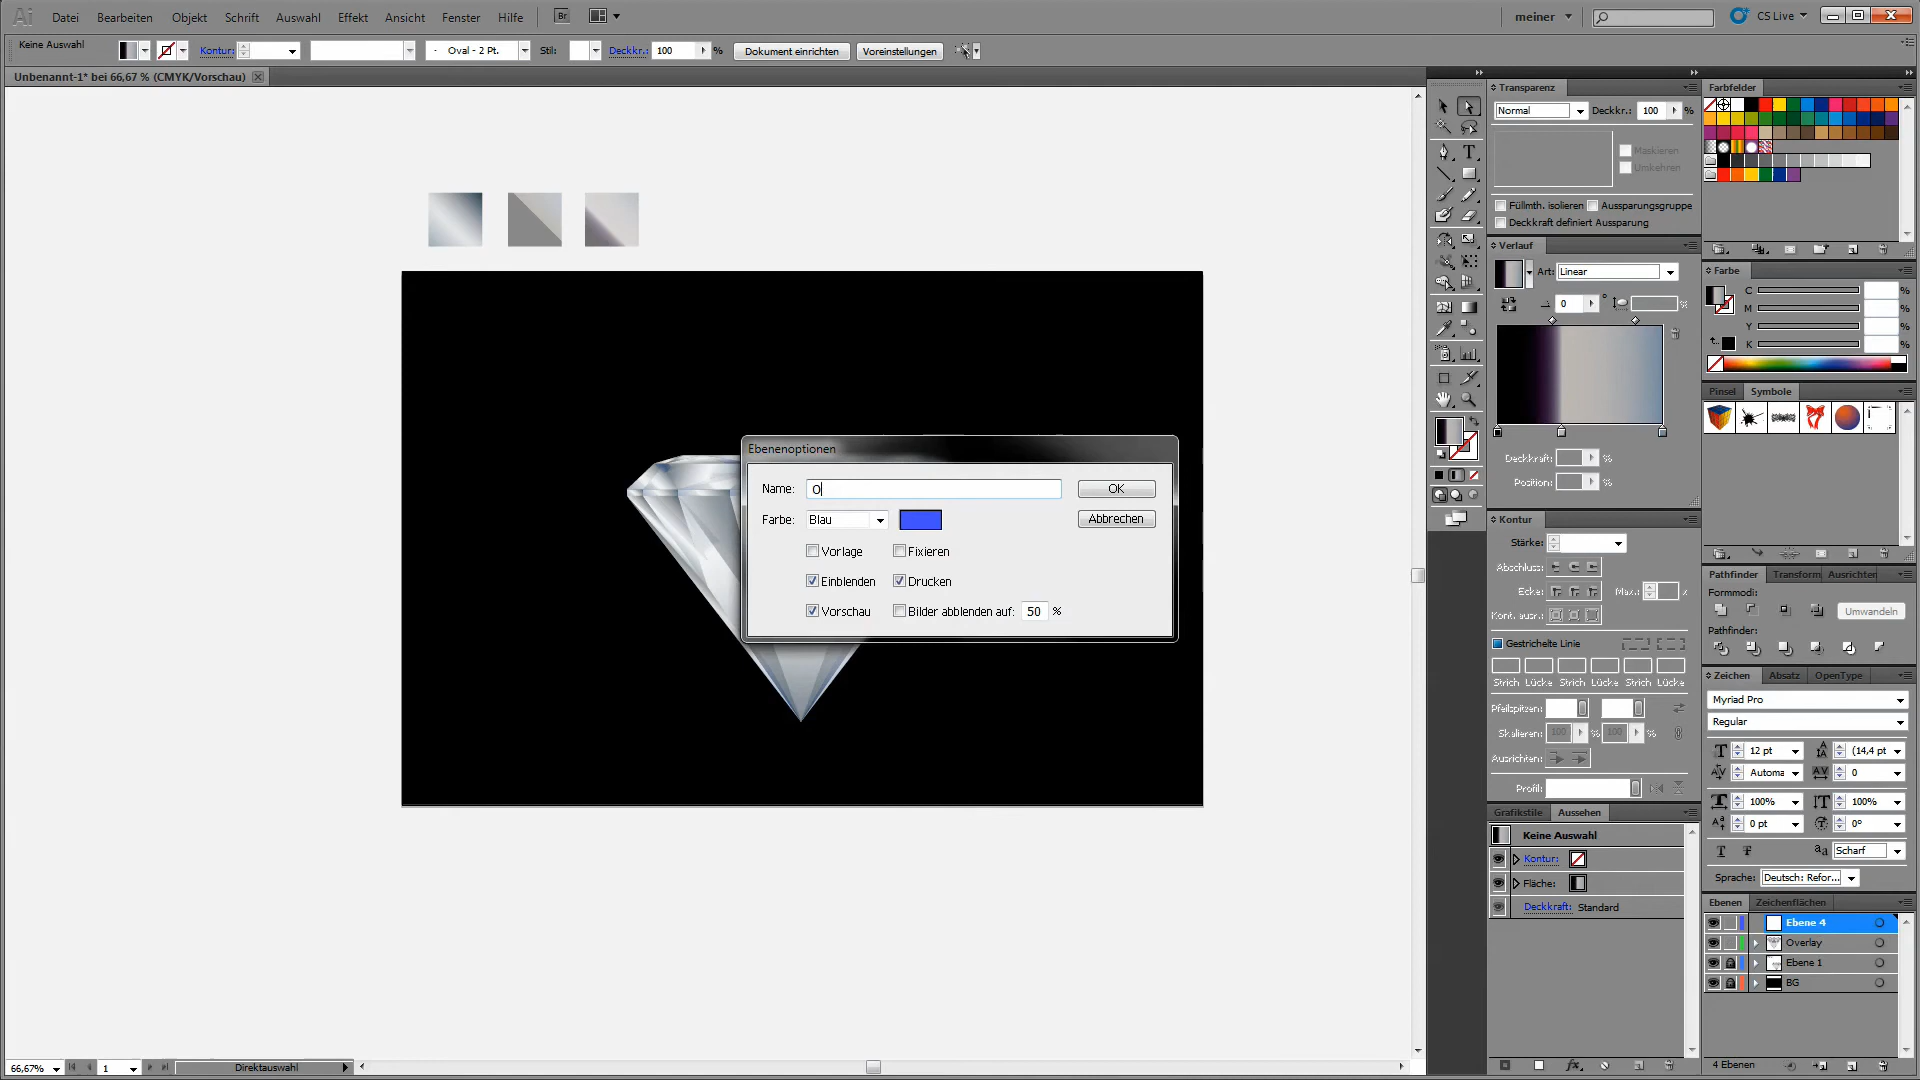 Ai Datei Bearbeiten Objekt Schrift Auswahl Effekt Ansicht Fenster Hilfe Br meiner CS Live
Keine Auswahl Kontur: Oval - 2 Pt. Stil: Deckkr.: 100 % Dokument einrichten Voreinstellungen
Unbenannt-1* bei 66,67 % (CMYK/Vorschau)
Transparenz
Normal Deckkr.: 100 %
Maskieren
Umkehren
Füllmth. isolieren Aussparungsgruppe
Deckkraft definiert Aussparung
Verlauf
Art: Linear
0 °
%
Deckkraft: %
Position: %
Kontur
Stärke:
Abschluss:
Ecke: Max.: x
Kont. ausr.:
Gestrichelte Linie
Strich Lücke Strich Lücke Strich Lücke
Pfeilspitzen:
Skalieren: 100 % 100 %
Ausrichten:
Profil:
Grafikstile Aussehen
Keine Auswahl
Kontur:
Fläche:
Deckkraft: Standard
Farbfelder
Farbe
C %
M %
Y %
K %
Pinsel Symbole
Pathfinder Transform Ausrichten
Formmodi:
Umwandeln
Pathfinder:
Zeichen Absatz OpenType
Myriad Pro
Regular
12 pt (14,4 pt
Automa 0
100% 100%
0 pt 0°
Scharf
Sprache: Deutsch: Refor...
Ebenen Zeichenflächen
Ebene 4
Overlay
Ebene 1
BG
4 Ebenen
Ebenenoptionen
Name: O OK
Farbe: Blau Abbrechen
Vorlage Fixieren
Einblenden Drucken
Vorschau Bilder abblenden auf: 50 %
66,67% 1 Direktauswahl